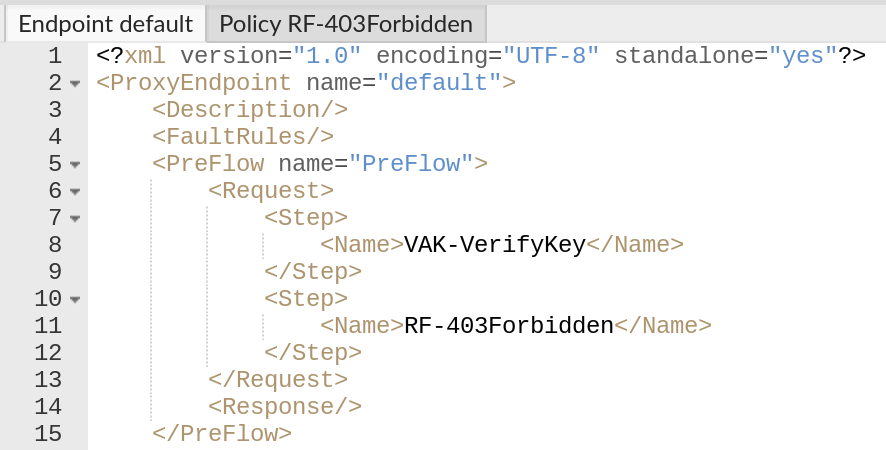 Endpoint default Policy RF-403Forbidden
1 <?xml version="1.0" encoding="UTF-8" standalone="yes"?>
2 <ProxyEndpoint name="default">
3     <Description/>
4     <FaultRules/>
5     <PreFlow name="PreFlow">
6         <Request>
7             <Step>
8                 <Name>VAK-VerifyKey</Name>
9             </Step>
10             <Step>
11                 <Name>RF-403Forbidden</Name>
12             </Step>
13         </Request>
14         <Response/>
15     </PreFlow>